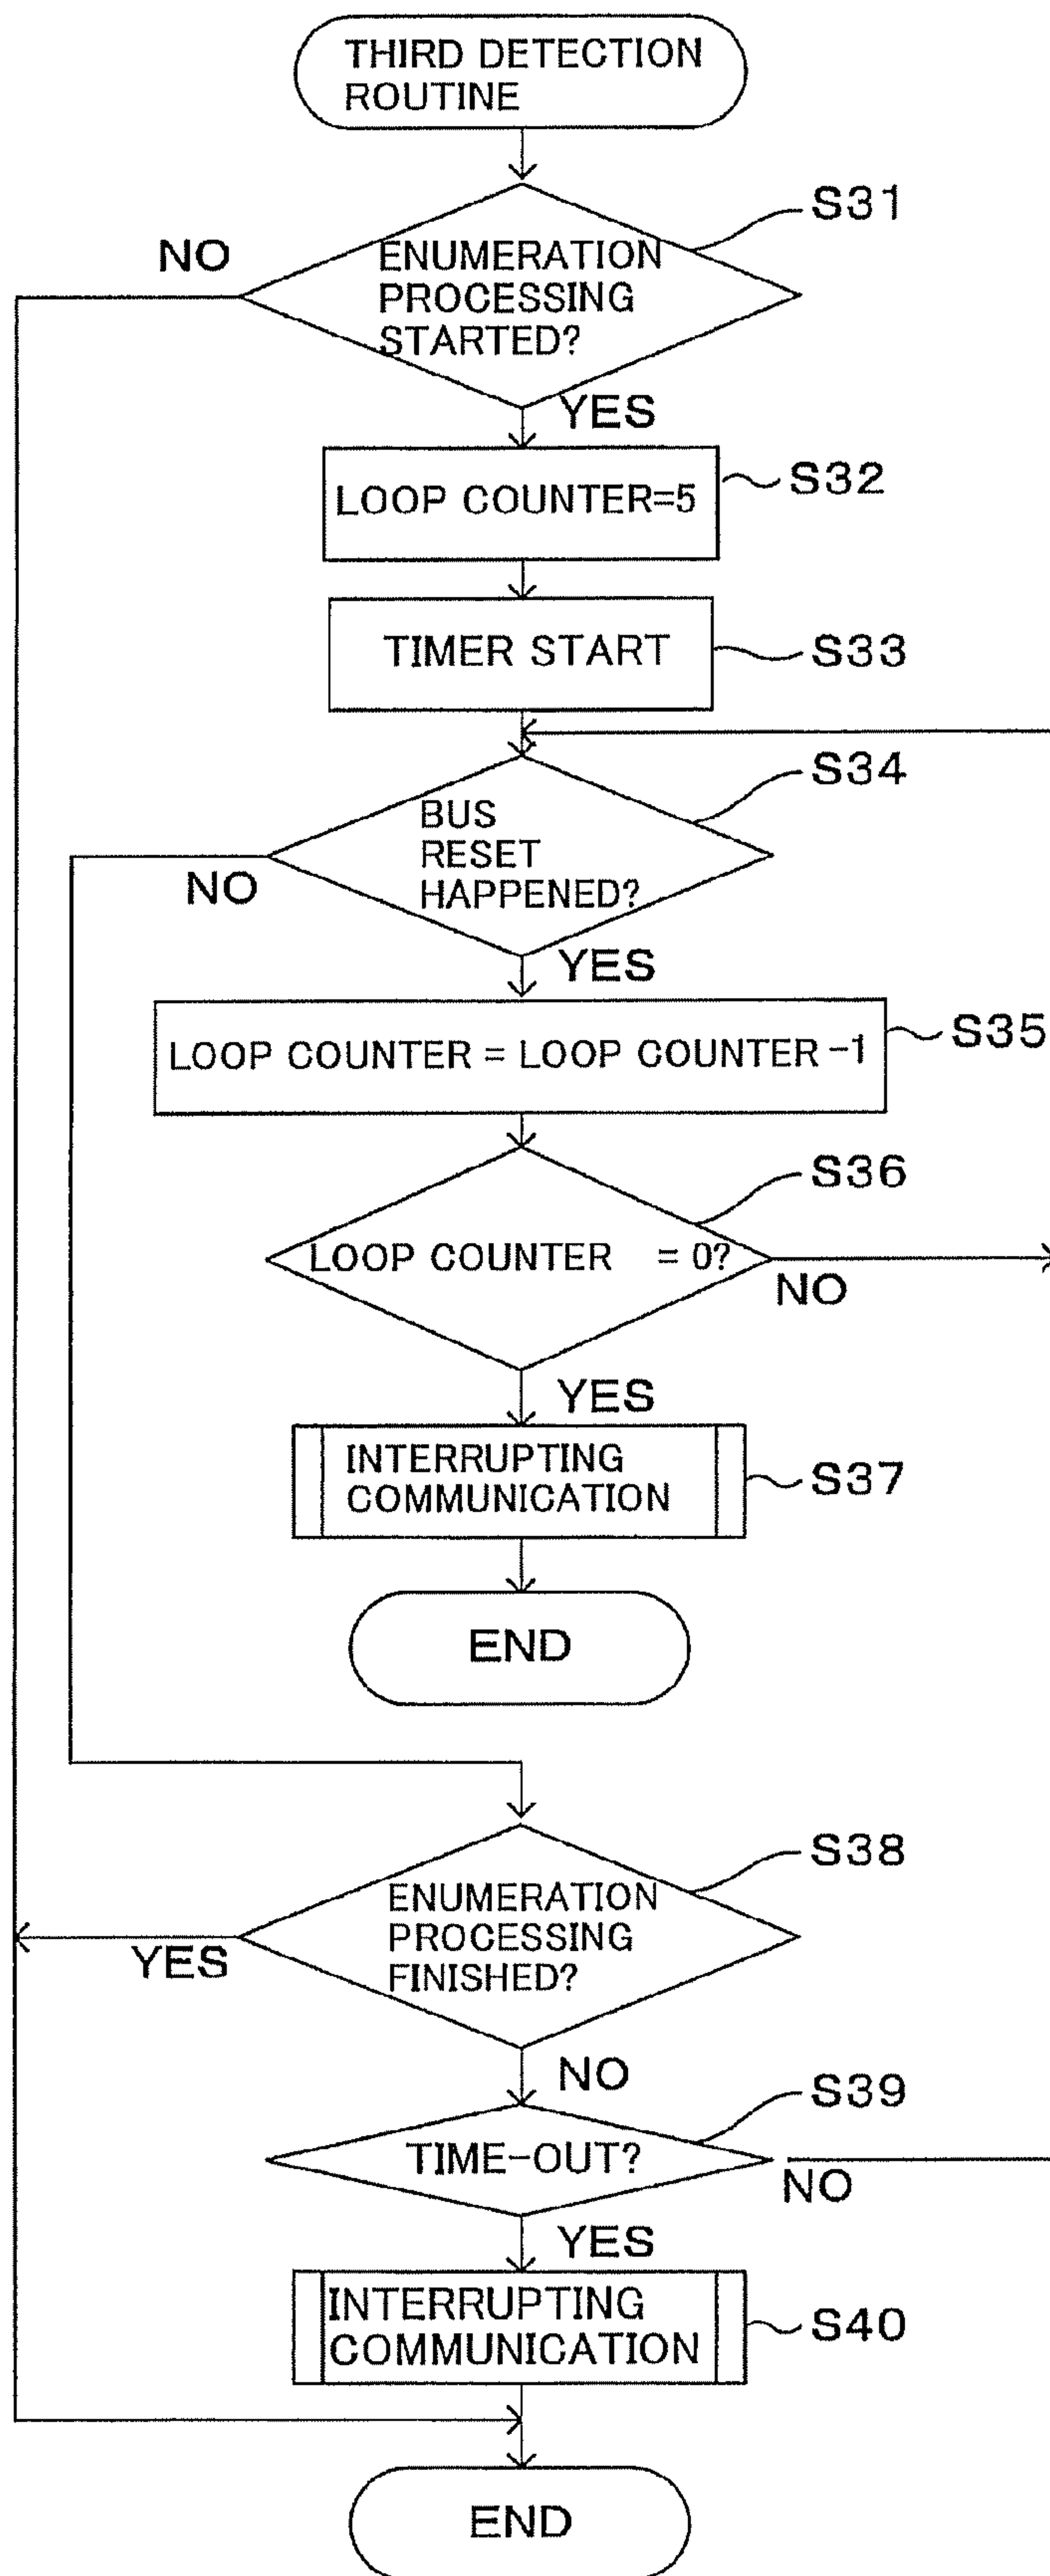 THIRD DETECTION
ROUTINE
S31
NO
ENUMERATION
PROCESSING
STARTED?
YES
S32
LOOP COUNTER=5
TIMER START
S33
S34
BUS
RESET
HAPPENED?
NO
YES
S35
LOOP COUNTER = LOOP COUNTER -1
S36
LOOP COUNTER = 0?
NO
YES
INTERRUPTING
COMMUNICATION
S37
END
S38
ENUMERATION
PROCESSING
FINISHED?
YES
NO
S39
TIME-OUT?
NO
YES
INTERRUPTING
COMMUNICATION
S40
END